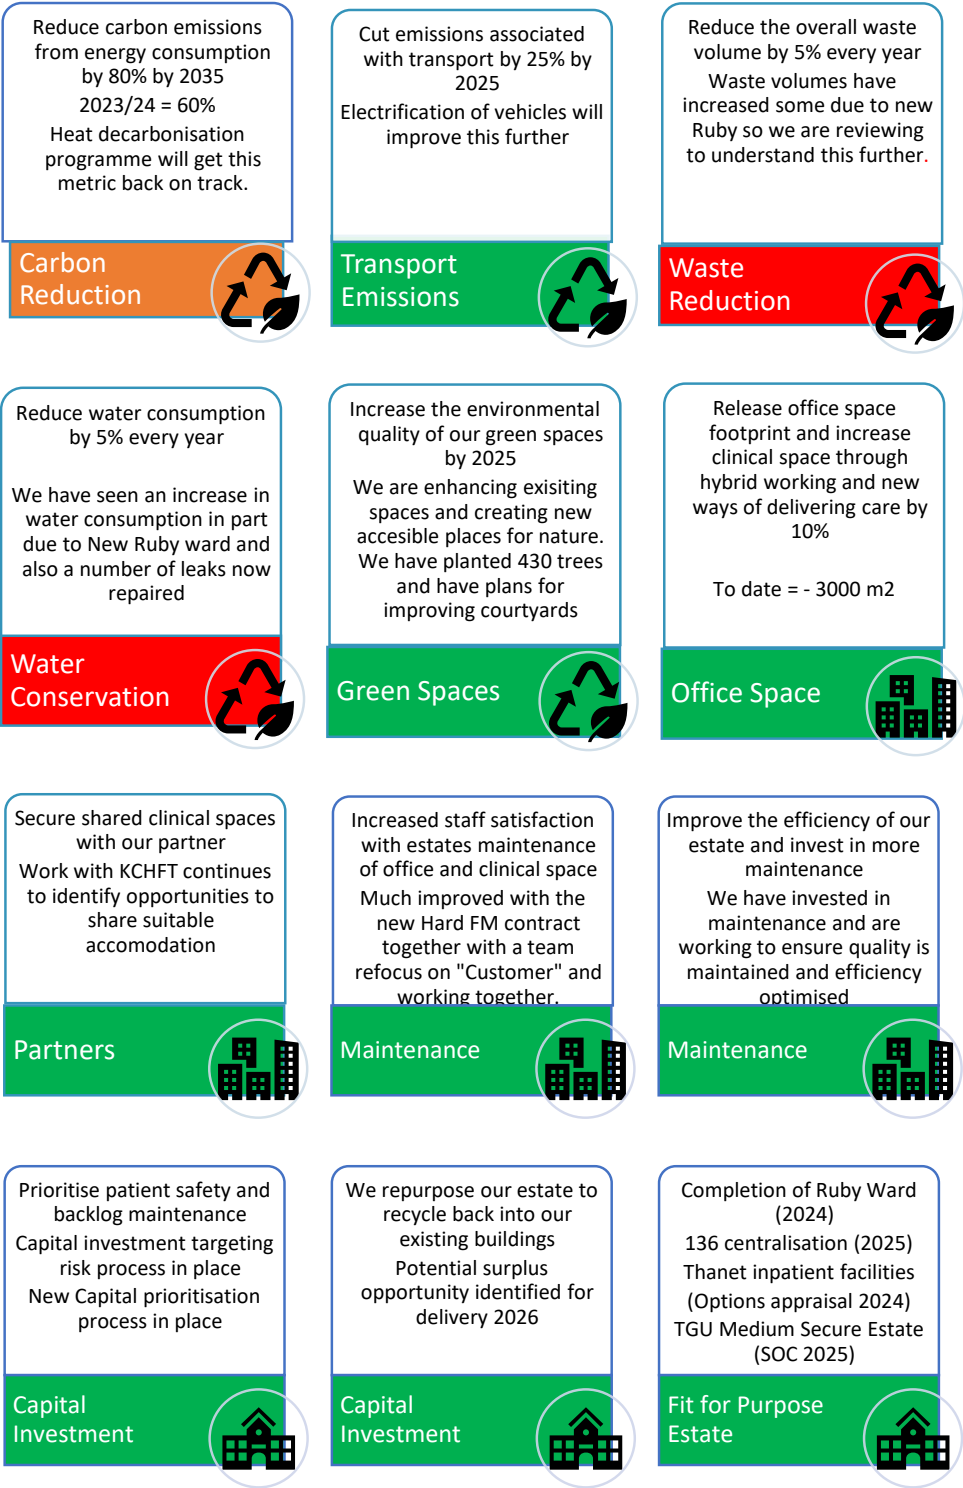 Reduce carbon emissions
from energy consumption
by 80% by 2035
2023/24 = 60%
Heat decarbonisation
programme will get this
metric back on track.
Carbon
Reduction
Cut emissions associated
with transport by 25% by
2025
Electrification of vehicles will
improve this further
Transport
Emissions
Reduce the overall waste
volume by 5% every year
Waste volumes have
increased some due to new
Ruby so we are reviewing
to understand this further.
Waste
Reduction
Reduce water consumption
by 5% every year
We have seen an increase in
water consumption in part
due to New Ruby ward and
also a number of leaks now
repaired
Water
Conservation
Increase the environmental
quality of our green spaces
by 2025
We are enhancing exisiting
spaces and creating new
accesible places for nature.
We have planted 430 trees
and have plans for
improving courtyards
Green Spaces
Release office space
footprint and increase
clinical space through
hybrid working and new
ways of delivering care by
10%
To date = - 3000 m2
Office Space
Secure shared clinical spaces
with our partner
Work with KCHFT continues
to identify opportunities to
share suitable
accomodation
Partners
Increased staff satisfaction
with estates maintenance
of office and clinical space
Much improved with the
new Hard FM contract
together with a team
refocus on "Customer" and
working together.
Maintenance
Improve the efficiency of our
estate and invest in more
maintenance
We have invested in
maintenance and are
working to ensure quality is
maintained and efficiency
optimised
Maintenance
Prioritise patient safety and
backlog maintenance
Capital investment targeting
risk process in place
New Capital prioritisation
process in place
Capital
Investment
We repurpose our estate to
recycle back into our
existing buildings
Potential surplus
opportunity identified for
delivery 2026
Capital
Investment
Completion of Ruby Ward
(2024)
136 centralisation (2025)
Thanet inpatient facilities
(Options appraisal 2024)
TGU Medium Secure Estate
(SOC 2025)
Fit for Purpose
Estate